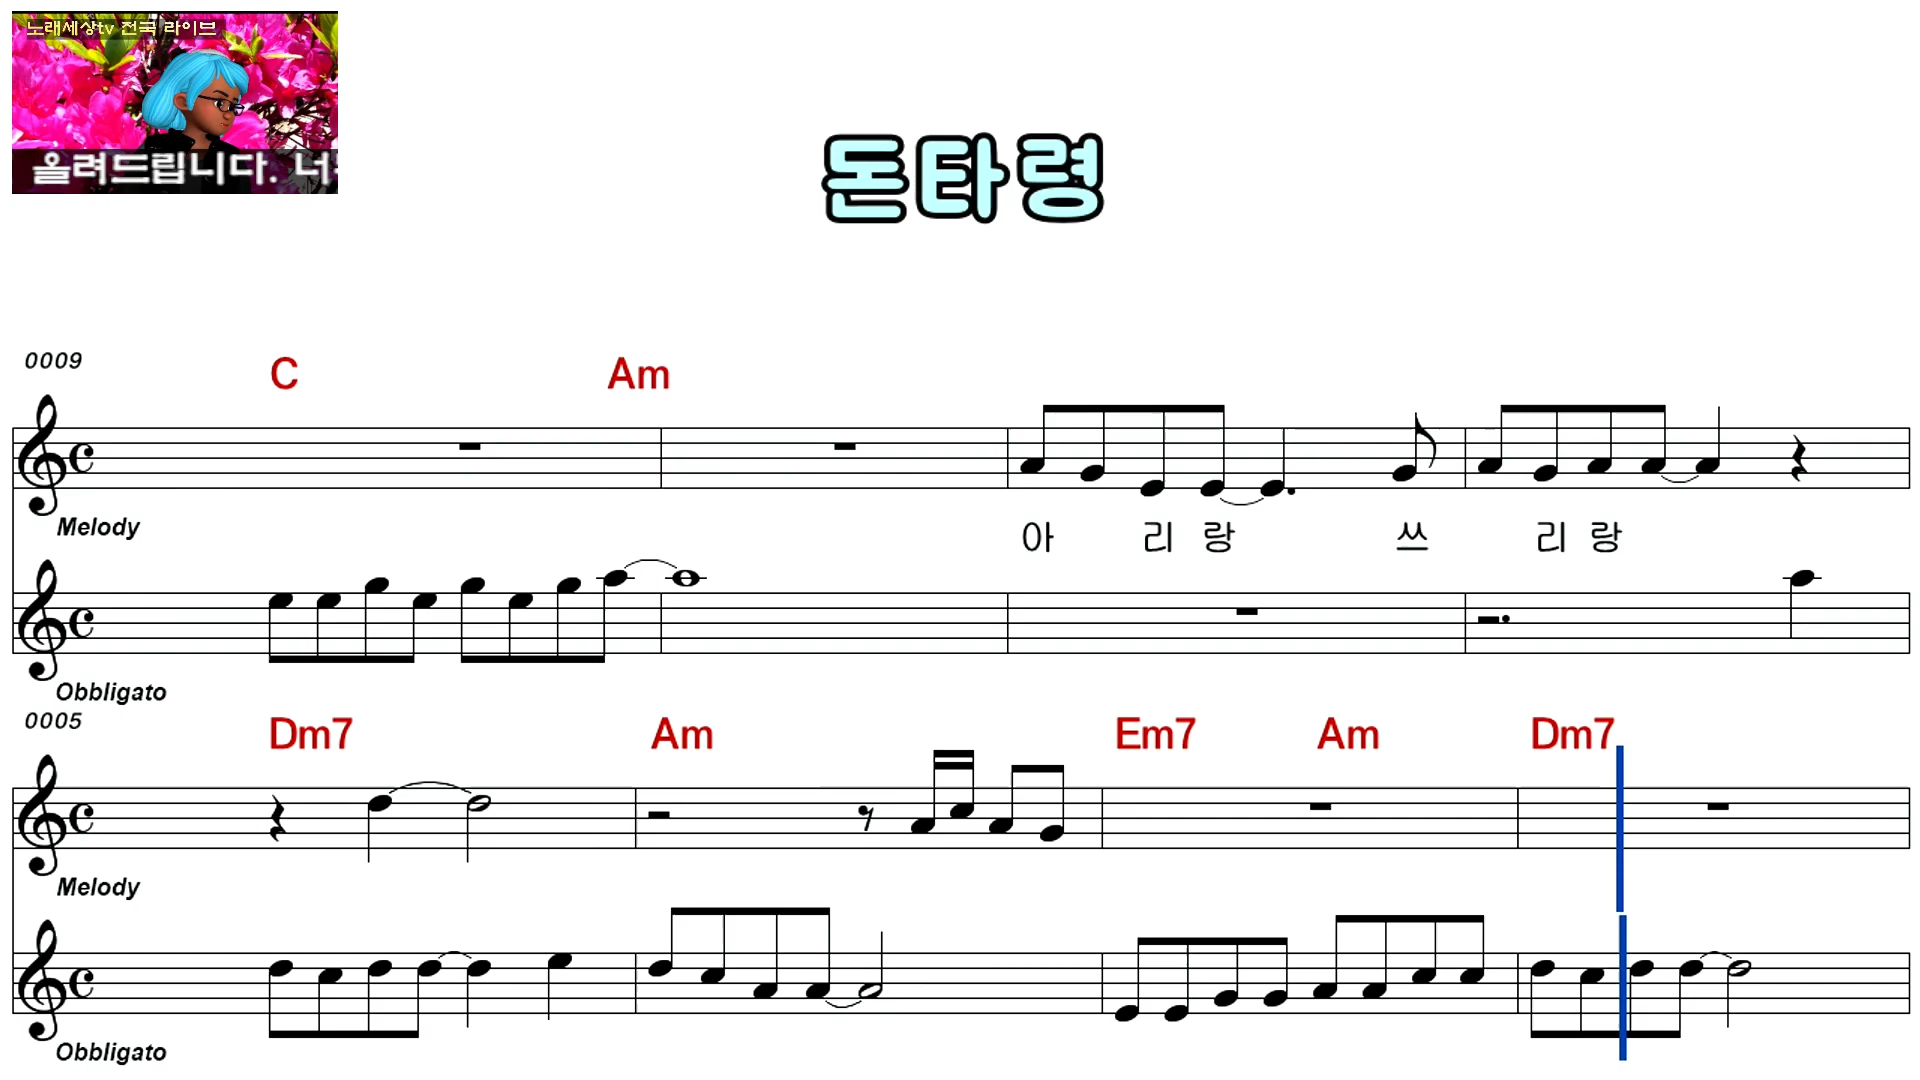 노래세상tv 전국 라이브
올려드립니다. 너
돈타령
0009
C Am
Melody
아 리 랑 쓰 리 랑
Obbligato
0005
Dm7 Am Em7 Am Dm7
Melody
Obbligato